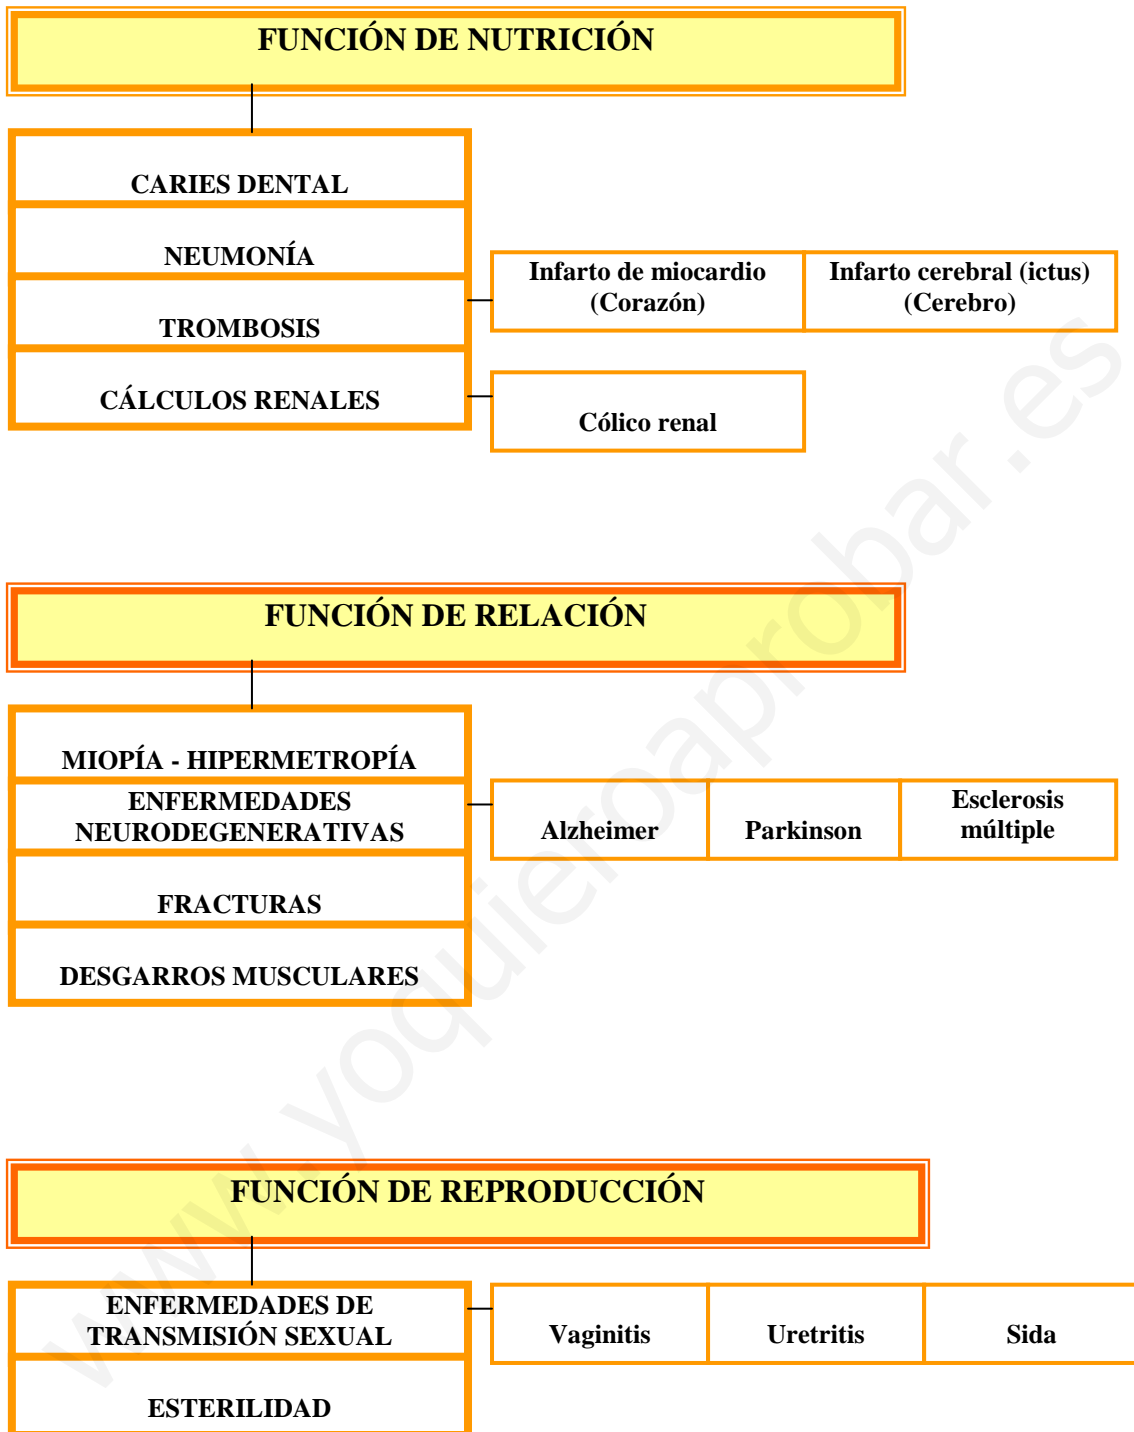 FUNCIÓN DE NUTRICIÓN
CARIES DENTAL
NEUMONÍA
TROMBOSIS
Infarto de miocardio
(Corazón)
Infarto cerebral (ictus)
(Cerebro)
CÁLCULOS RENALES
Cólico renal
FUNCIÓN DE RELACIÓN
MIOPÍA - HIPERMETROPÍA
ENFERMEDADES
NEURODEGENERATIVAS
Alzheimer
Parkinson
Esclerosis
múltiple
FRACTURAS
DESGARROS MUSCULARES
FUNCIÓN DE REPRODUCCIÓN
ENFERMEDADES DE
TRANSMISIÓN SEXUAL
Vaginitis
Uretritis
Sida
ESTERILIDAD
www.yoquieroaprobar.es